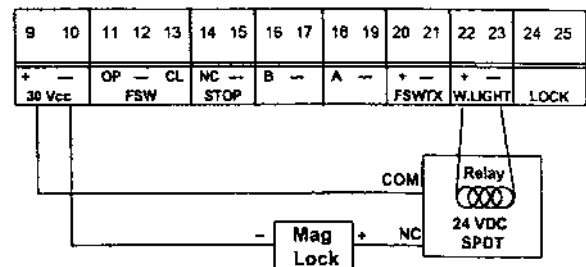 9 10 11 12 13 14 15 16 17 18 19 20 21 22 23 24 25
+ — OP — CL NC — B — A — + — + —
30 Vcc FSW STOP FSWTX W.LIGHT LOCK
COM Relay
24 VDC
- Mag + NC SPDT
Lock